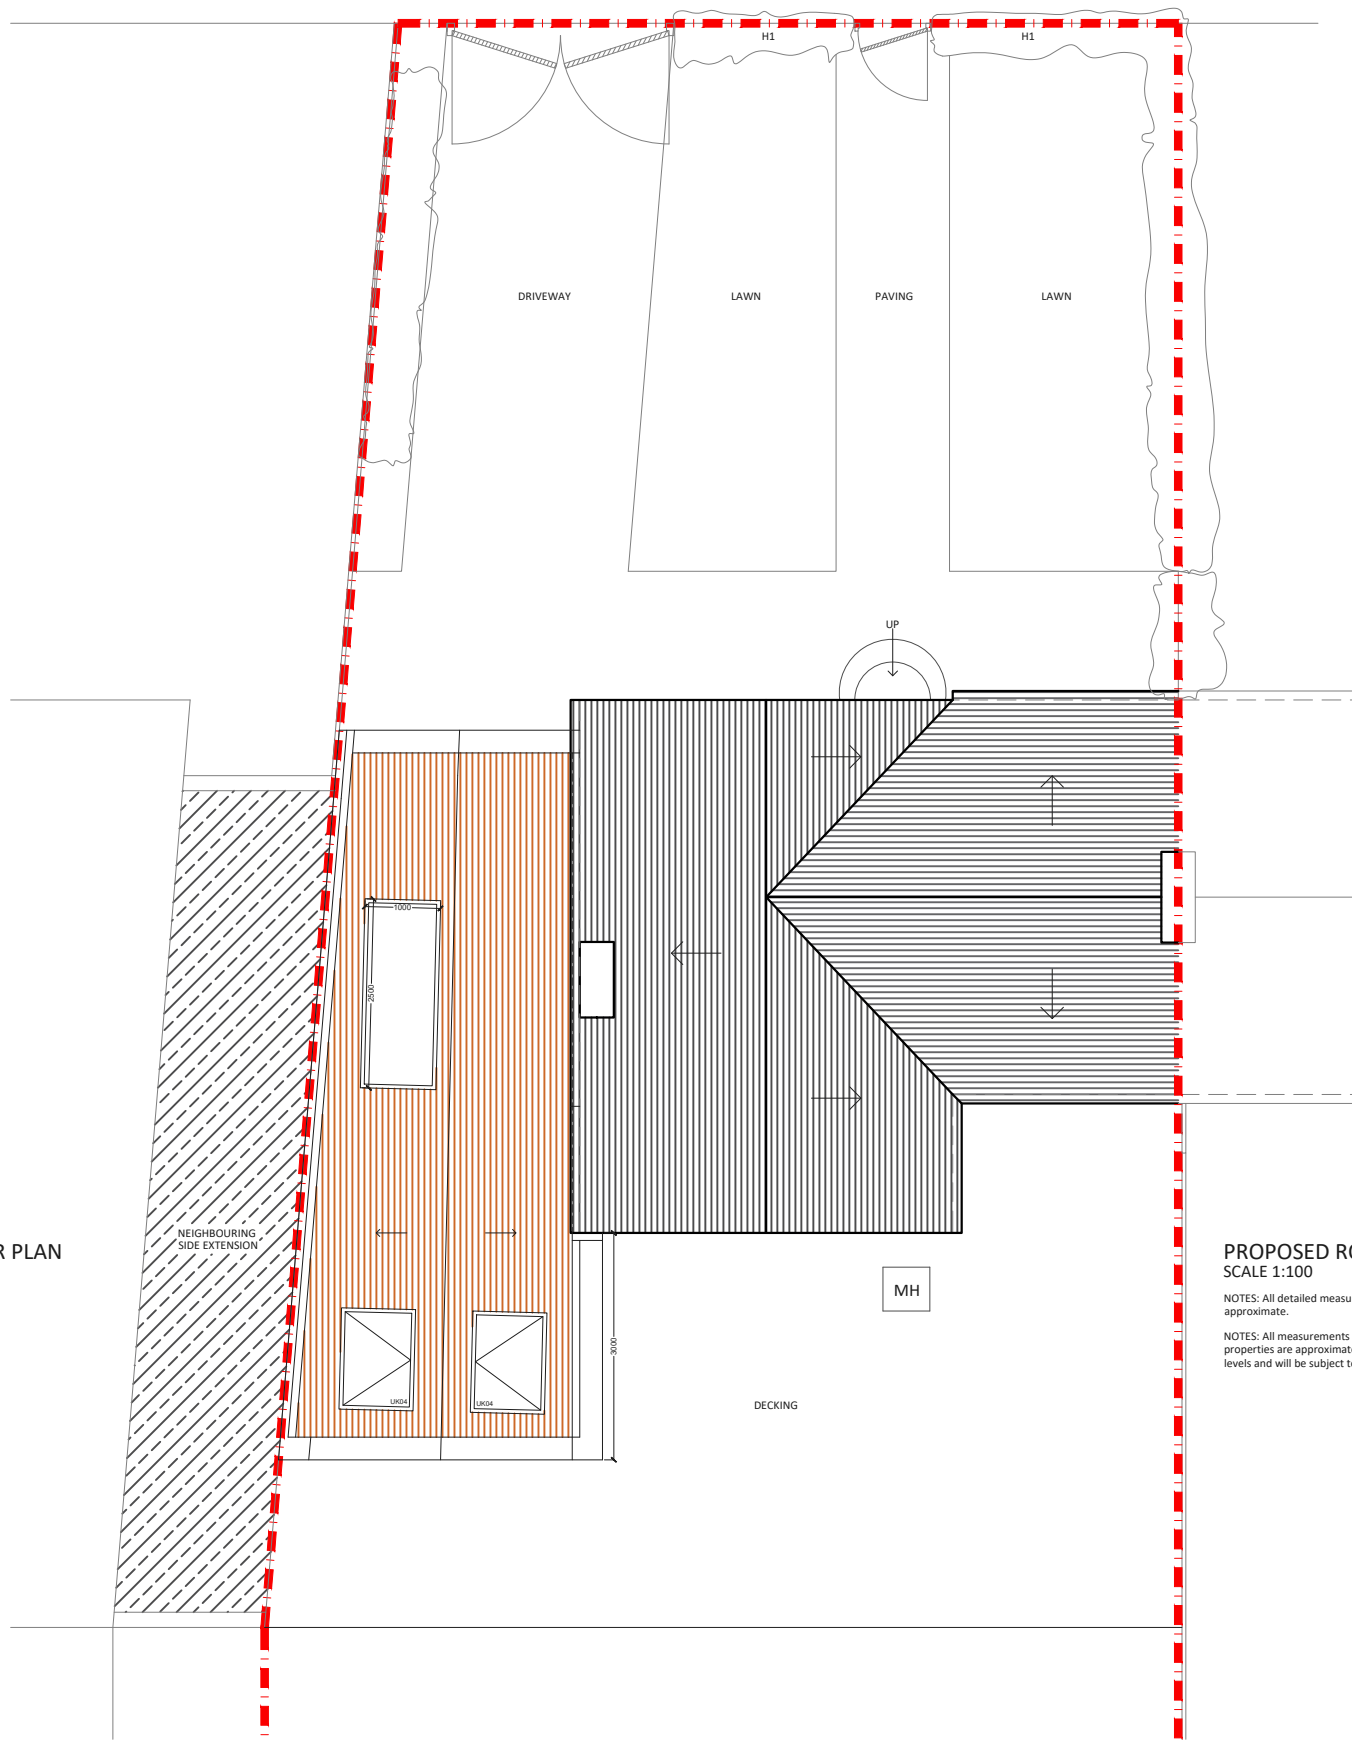 H1
H1
DRIVEWAY
LAWN
PAVING
LAWN
UP
1000
2500
NEIGHBOURING
SIDE EXTENSION
R PLAN
PROPOSED RO
SCALE 1:100
NOTES: All detailed measu
approximate.
NOTES: All measurements
properties are approximat
levels and will be subject t
MH
3000
UK04
UK04
DECKING